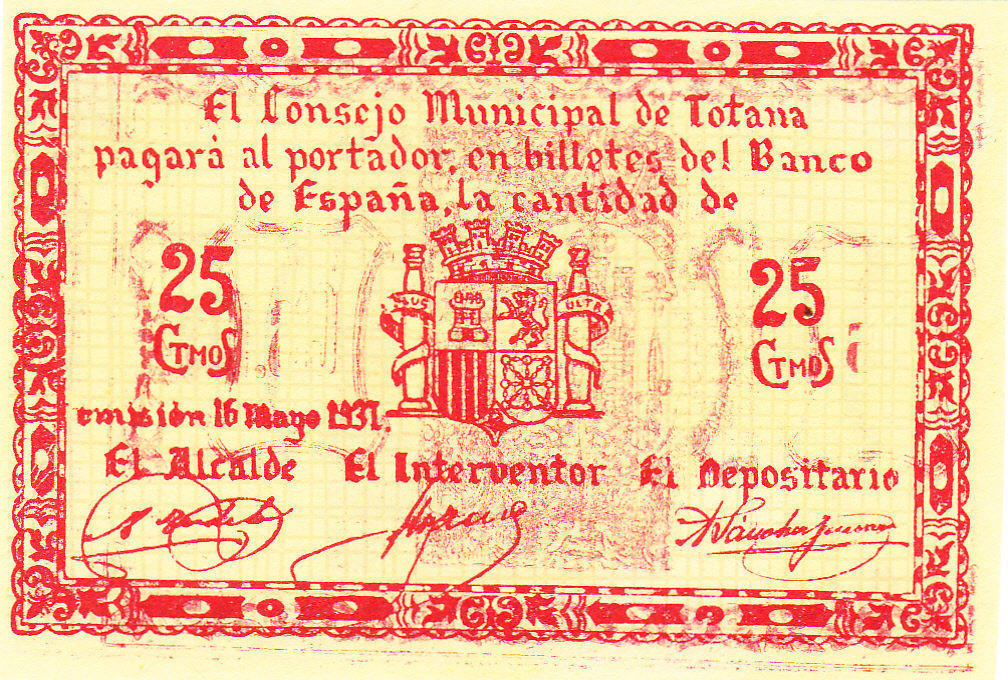 El Consejo Municipal de Totana
pagará al portador, en billetes del Banco
de España, la cantidad de
25 25
CTMOS CTMOS
PLUS ULTRA
emisión 16 Mayo 1937.
El Alcalde El Interventor El Depositario